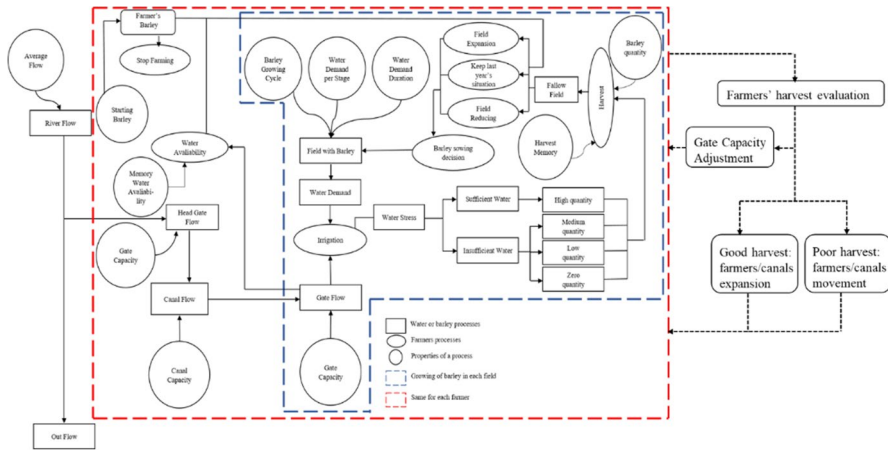 Average
Flow
River Flow
Farmer's
Barley
Stop Farming
Starting
Barley
Water
Availability
Memory
Water
Avaliabi-
lity
Head Gate
Flow
Gate
Capacity
Canal Flow
Canal
Capacity
Out Flow
Barley
Growing
Cycle
Water
Demand
per Stage
Water
Demand
Duration
Field with Barley
Water Demand
Irrigation
Gate Flow
Gate
Capacity
Field
Expansion
Keep last
year's
situation
Field
Reducing
Barley sowing
decision
Fallow
Field
Harvest
Barley
quantity
Harvest
Memory
Water Stress
Sufficient Water
Insufficient Water
High quantity
Medium
quantity
Low
quantity
Zero
quantity
Water or barley processes
Farmers processes
Properties of a process
Growing of barley in each field
Same for each farmer
Farmers' harvest evaluation
Gate Capacity
Adjustment
Good harvest:
farmers/canals
expansion
Poor harvest:
farmers/canals
movement